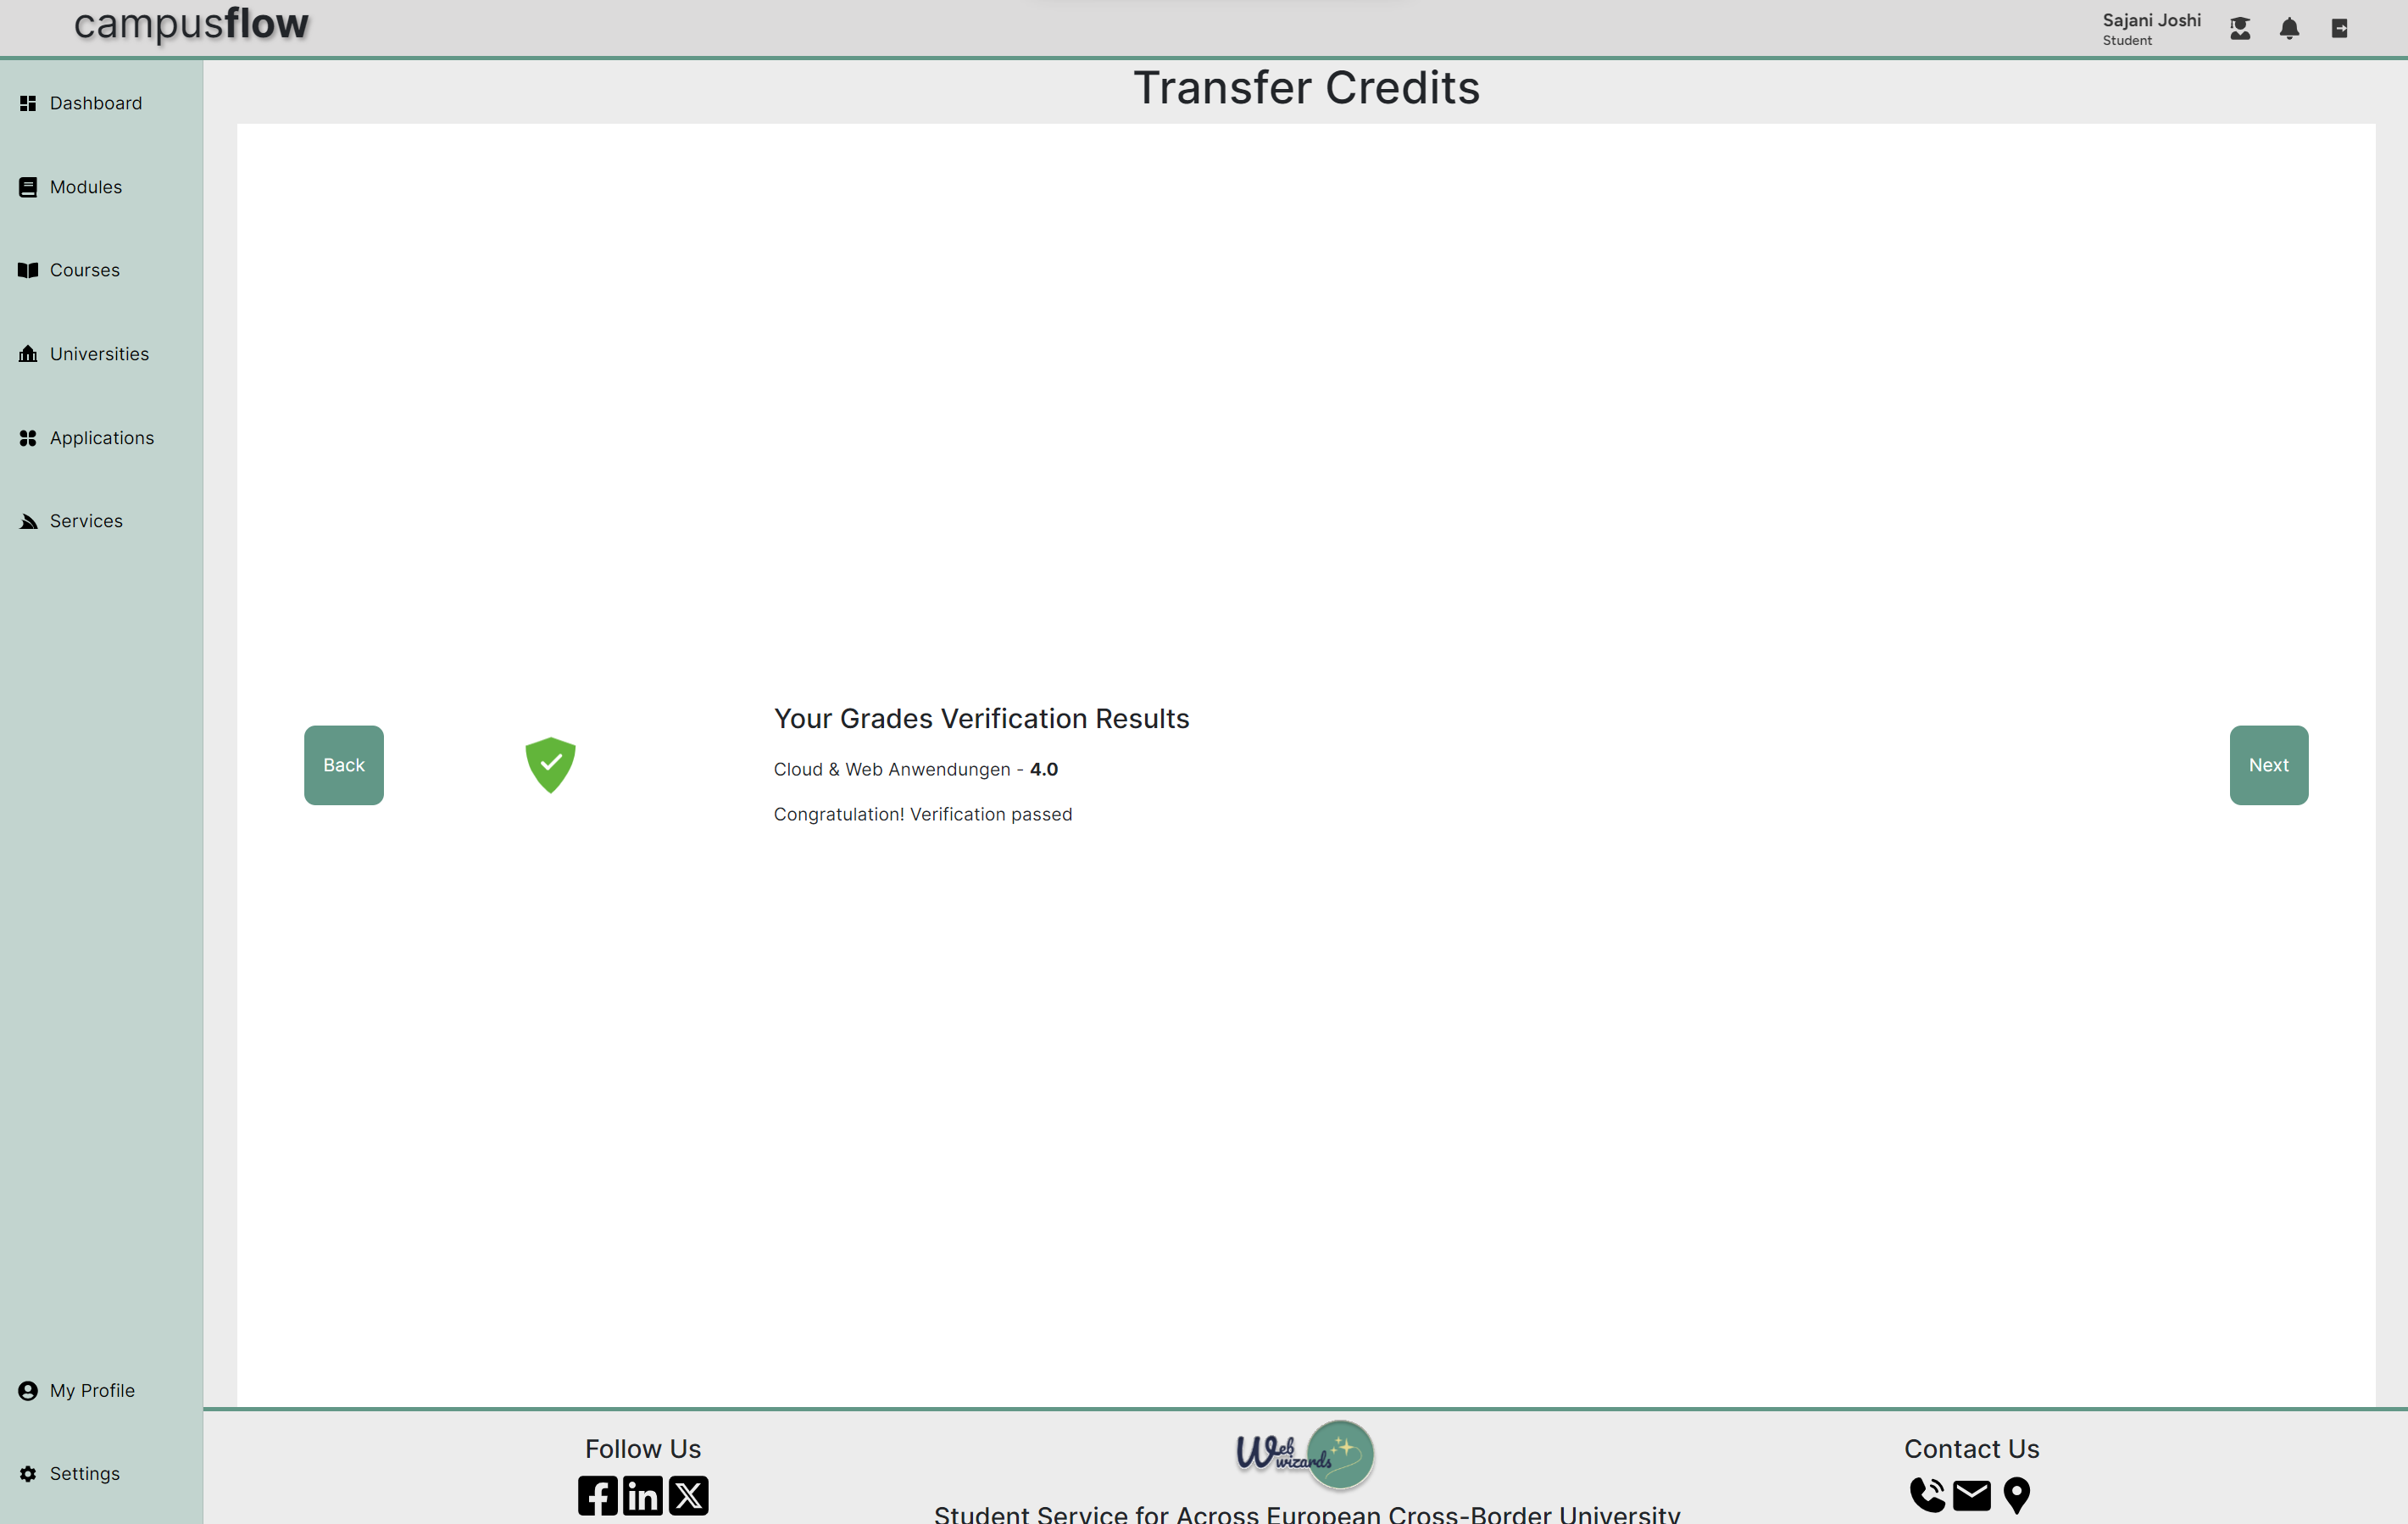 campusflow
Sajani Joshi
Student
Dashboard
Modules
Courses
Universities
Applications
Services
My Profile
Settings
Transfer Credits
Back
Your Grades Verification Results
Cloud & Web Anwendungen - 4.0
Congratulation! Verification passed
Next
Follow Us
Web
wizards
Student Service for Across European Cross-Border University
Contact Us